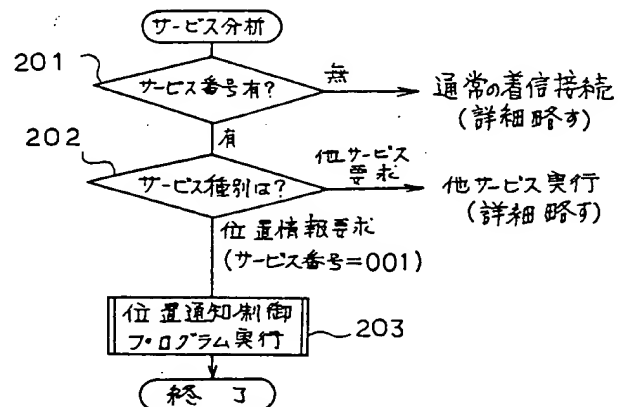 サービス分析
201
サービス番号有?
無
通常の着信接続
(詳細略す)
有
202
サービス種別は?
他サービス
要求
他サービス実行
(詳細略す)
位置情報要求
(サービス番号=001)
位置通知制御
プログラム実行
203
終了